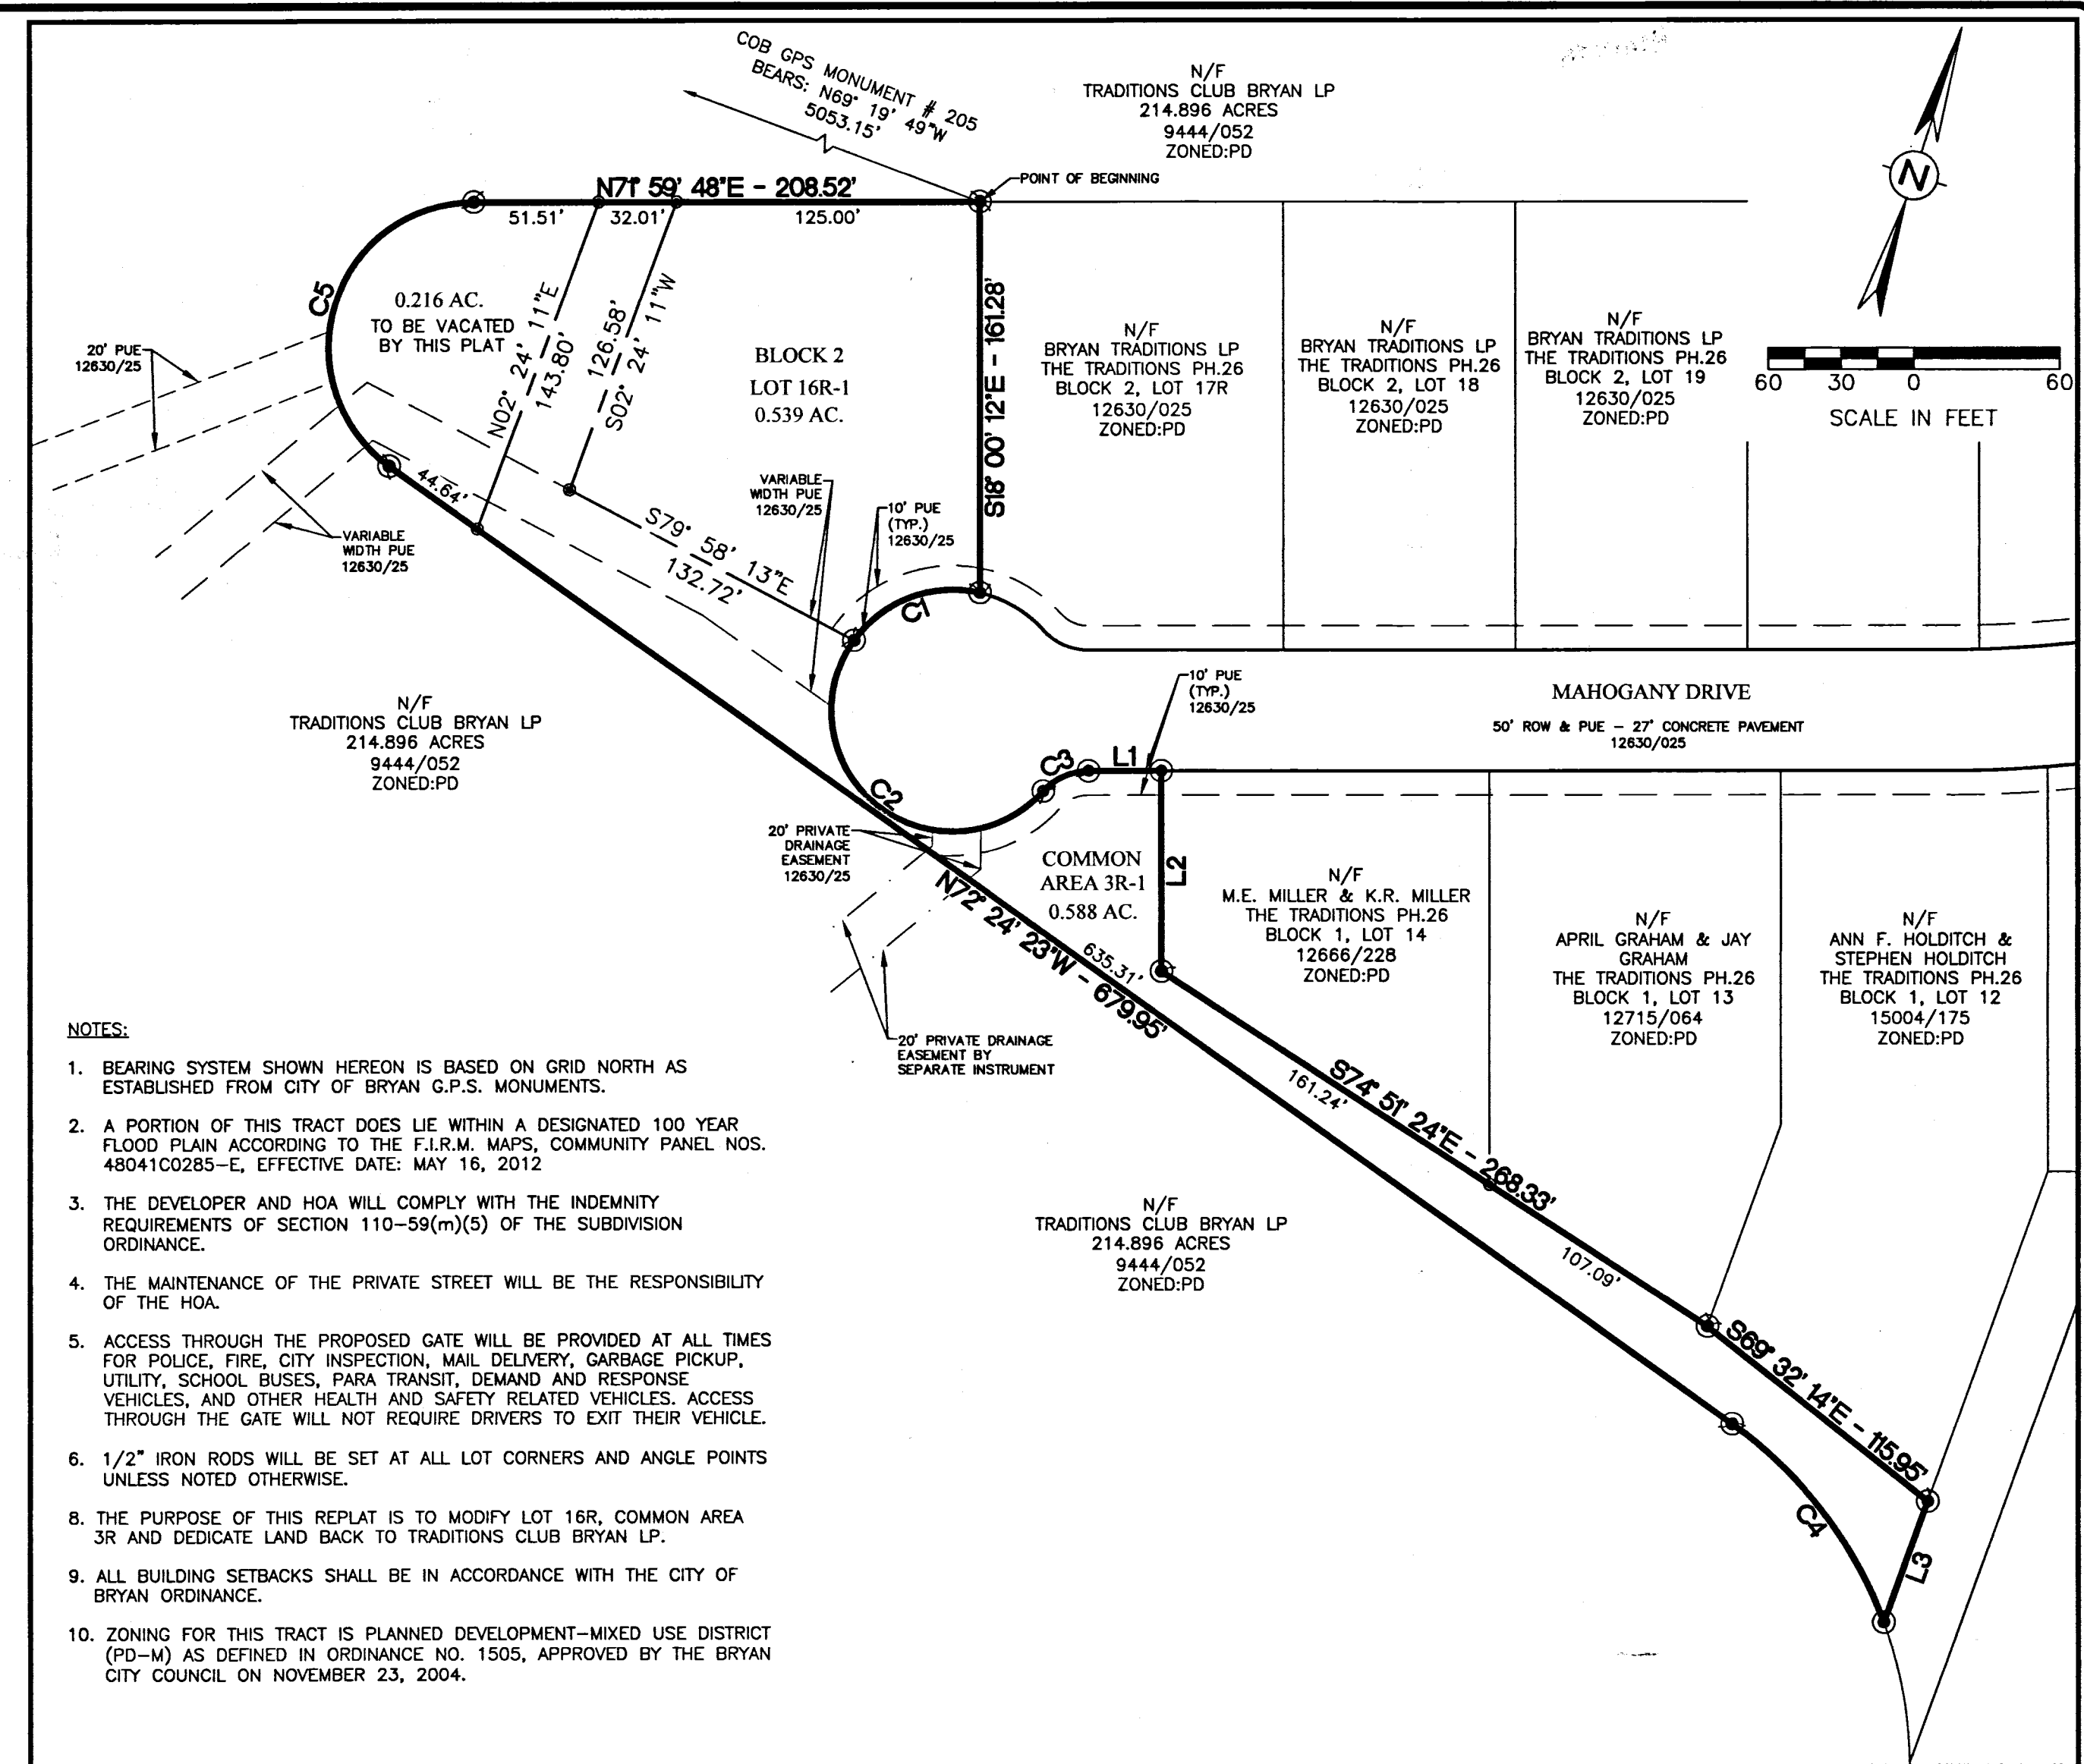 COB GPS MONUMENT # 205
BEARS: N69° 19' 49"W
5053.15'
N/F
TRADITIONS CLUB BRYAN LP
214.896 ACRES
9444/052
ZONED:PD
N
POINT OF BEGINNING
N71° 59' 48"E - 208.52'
51.51'
32.01'
125.00'
C5
0.216 AC.
TO BE VACATED
BY THIS PLAT
N02° 24' 11"E
143.80'
126.58'
S02° 24' 11"W
BLOCK 2
LOT 16R-1
0.539 AC.
S18° 00' 12"E - 161.28'
N/F
BRYAN TRADITIONS LP
THE TRADITIONS PH.26
BLOCK 2, LOT 17R
12630/025
ZONED:PD
N/F
BRYAN TRADITIONS LP
THE TRADITIONS PH.26
BLOCK 2, LOT 18
12630/025
ZONED:PD
N/F
BRYAN TRADITIONS LP
THE TRADITIONS PH.26
BLOCK 2, LOT 19
12630/025
ZONED:PD
60 30 0 60
SCALE IN FEET
20' PUE
12630/25
44.64'
VARIABLE
WIDTH PUE
12630/25
VARIABLE
WIDTH PUE
12630/25
10' PUE
(TYP.)
12630/25
S79° 58' 13"E
132.72'
C1
10' PUE
(TYP.)
12630/25
MAHOGANY DRIVE
50' ROW & PUE - 27' CONCRETE PAVEMENT
12630/025
N/F
TRADITIONS CLUB BRYAN LP
214.896 ACRES
9444/052
ZONED:PD
C2
C3
L1
L2
20' PRIVATE
DRAINAGE
EASEMENT
12630/25
COMMON
AREA 3R-1
0.588 AC.
N72° 24' 23"W - 679.95'
635.31'
N/F
M.E. MILLER & K.R. MILLER
THE TRADITIONS PH.26
BLOCK 1, LOT 14
12666/228
ZONED:PD
N/F
APRIL GRAHAM & JAY
GRAHAM
THE TRADITIONS PH.26
BLOCK 1, LOT 13
12715/064
ZONED:PD
N/F
ANN F. HOLDITCH &
STEPHEN HOLDITCH
THE TRADITIONS PH.26
BLOCK 1, LOT 12
15004/175
ZONED:PD
20' PRIVATE DRAINAGE
EASEMENT BY
SEPARATE INSTRUMENT
S74° 51' 24"E - 268.33'
161.24'
107.09'
S69° 32' 14"E - 115.95'
C4
L3
N/F
TRADITIONS CLUB BRYAN LP
214.896 ACRES
9444/052
ZONED:PD
NOTES:
1. BEARING SYSTEM SHOWN HEREON IS BASED ON GRID NORTH AS
ESTABLISHED FROM CITY OF BRYAN G.P.S. MONUMENTS.
2. A PORTION OF THIS TRACT DOES LIE WITHIN A DESIGNATED 100 YEAR
FLOOD PLAIN ACCORDING TO THE F.I.R.M. MAPS, COMMUNITY PANEL NOS.
48041C0285-E, EFFECTIVE DATE: MAY 16, 2012
3. THE DEVELOPER AND HOA WILL COMPLY WITH THE INDEMNITY
REQUIREMENTS OF SECTION 110-59(m)(5) OF THE SUBDIVISION
ORDINANCE.
4. THE MAINTENANCE OF THE PRIVATE STREET WILL BE THE RESPONSIBILITY
OF THE HOA.
5. ACCESS THROUGH THE PROPOSED GATE WILL BE PROVIDED AT ALL TIMES
FOR POLICE, FIRE, CITY INSPECTION, MAIL DELIVERY, GARBAGE PICKUP,
UTILITY, SCHOOL BUSES, PARA TRANSIT, DEMAND AND RESPONSE
VEHICLES, AND OTHER HEALTH AND SAFETY RELATED VEHICLES. ACCESS
THROUGH THE GATE WILL NOT REQUIRE DRIVERS TO EXIT THEIR VEHICLE.
6. 1/2" IRON RODS WILL BE SET AT ALL LOT CORNERS AND ANGLE POINTS
UNLESS NOTED OTHERWISE.
8. THE PURPOSE OF THIS REPLAT IS TO MODIFY LOT 16R, COMMON AREA
3R AND DEDICATE LAND BACK TO TRADITIONS CLUB BRYAN LP.
9. ALL BUILDING SETBACKS SHALL BE IN ACCORDANCE WITH THE CITY OF
BRYAN ORDINANCE.
10. ZONING FOR THIS TRACT IS PLANNED DEVELOPMENT-MIXED USE DISTRICT
(PD-M) AS DEFINED IN ORDINANCE NO. 1505, APPROVED BY THE BRYAN
CITY COUNCIL ON NOVEMBER 23, 2004.